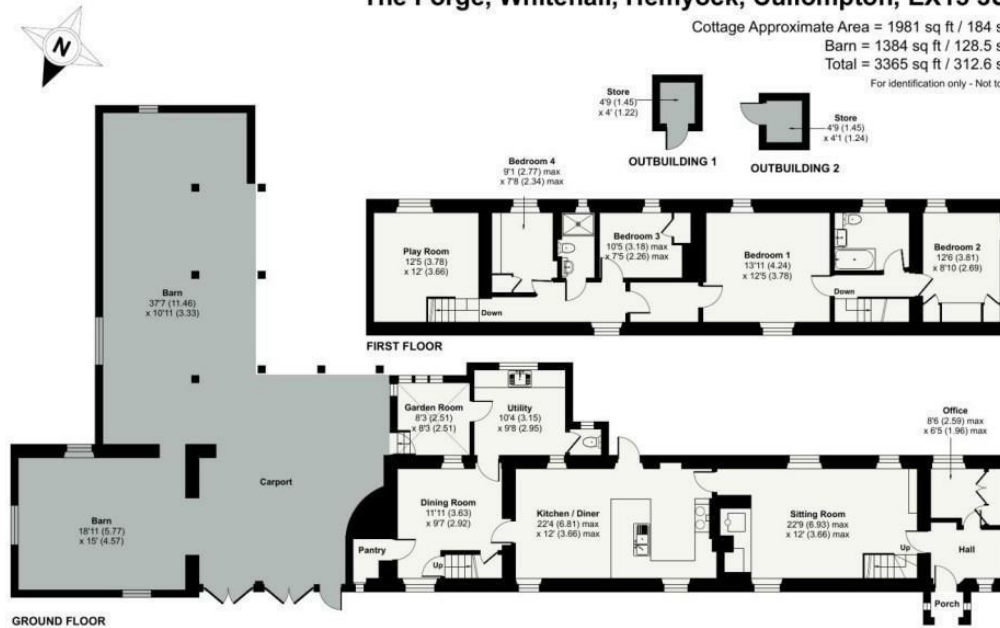 The Forge, Whitehall, Hemyock, Cullompton, EX15
Cottage Approximate Area = 1981 sq ft / 184
Barn = 1384 sq ft / 128.5
Total = 3365 sq ft / 312.6
For identification only - Not to
N
Store
4'9 (1.45)
x 4' (1.22)
OUTBUILDING 1
Store
4'9 (1.45)
x 4'1 (1.24)
OUTBUILDING 2
Bedroom 4
9'1 (2.77) max
x 7'8 (2.34) max
Play Room
12'5 (3.78)
x 12' (3.66)
Bedroom 3
10'5 (3.18) max
x 7'5 (2.26) max
Bedroom 1
13'11 (4.24)
x 12'5 (3.78)
Bedroom 2
12'6 (3.81)
x 8'10 (2.69)
Down
Down
FIRST FLOOR
Barn
37'7 (11.46)
x 10'11 (3.33)
Garden Room
8'3 (2.51)
x 8'3 (2.51)
Utility
10'4 (3.15)
x 9'8 (2.95)
Office
8'6 (2.59) max
x 6'5 (1.96) max
Carport
Barn
18'11 (5.77)
x 15' (4.57)
Dining Room
11'11 (3.63)
x 9'7 (2.92)
Kitchen / Diner
22'4 (6.81) max
x 12' (3.66) max
Sitting Room
22'9 (6.93) max
x 12' (3.66) max
Pantry
Up
Up
Hall
Porch
GROUND FLOOR